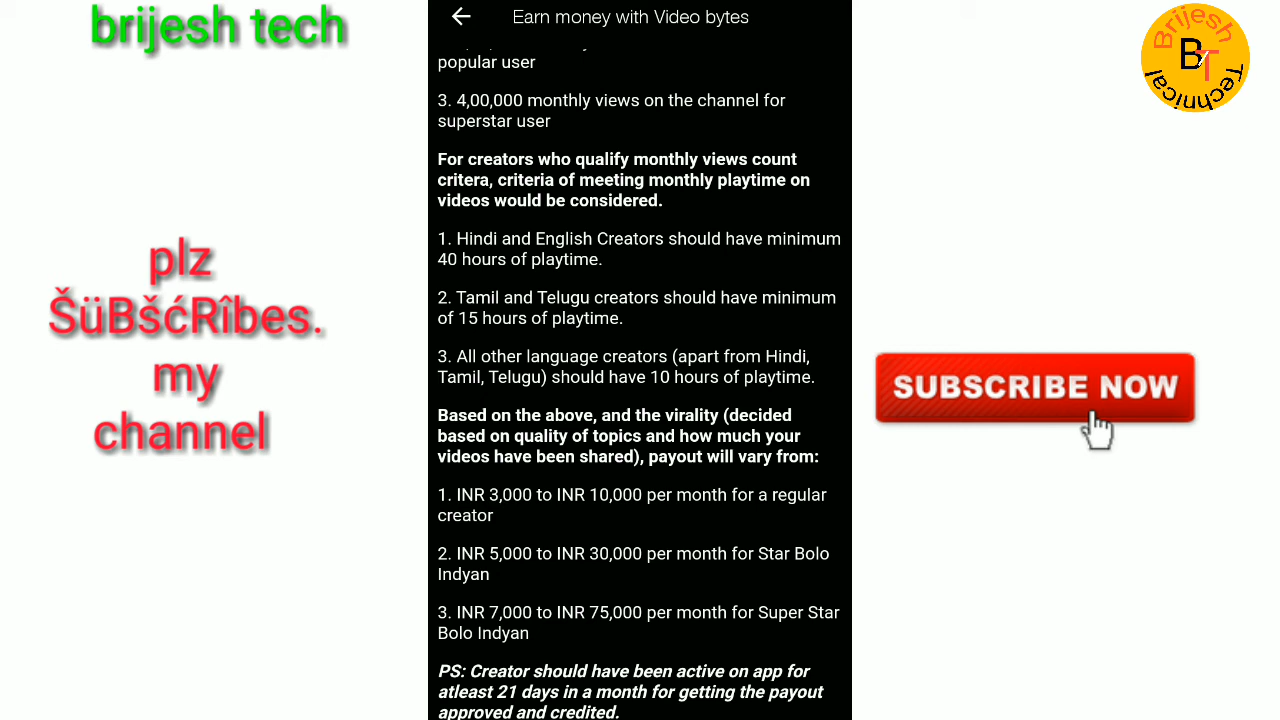 brijesh tech
Earn money with Video bytes
Brijesh
BT
Technical
popular user
3. 4,00,000 monthly views on the channel for
superstar user
For creators who qualify monthly views count
critera, criteria of meeting monthly playtime on
videos would be considered.
1. Hindi and English Creators should have minimum
40 hours of playtime.
2. Tamil and Telugu creators should have minimum
of 15 hours of playtime.
3. All other language creators (apart from Hindi,
Tamil, Telugu) should have 10 hours of playtime.
Based on the above, and the virality (decided
based on quality of topics and how much your
videos have been shared), payout will vary from:
1. INR 3,000 to INR 10,000 per month for a regular
creator
2. INR 5,000 to INR 30,000 per month for Star Bolo
Indyan
3. INR 7,000 to INR 75,000 per month for Super Star
Bolo Indyan
PS: Creator should have been active on app for
atleast 21 days in a month for getting the payout
approved and credited.
plz
ŠüBšćRîbes.
my
channel
SUBSCRIBE NOW